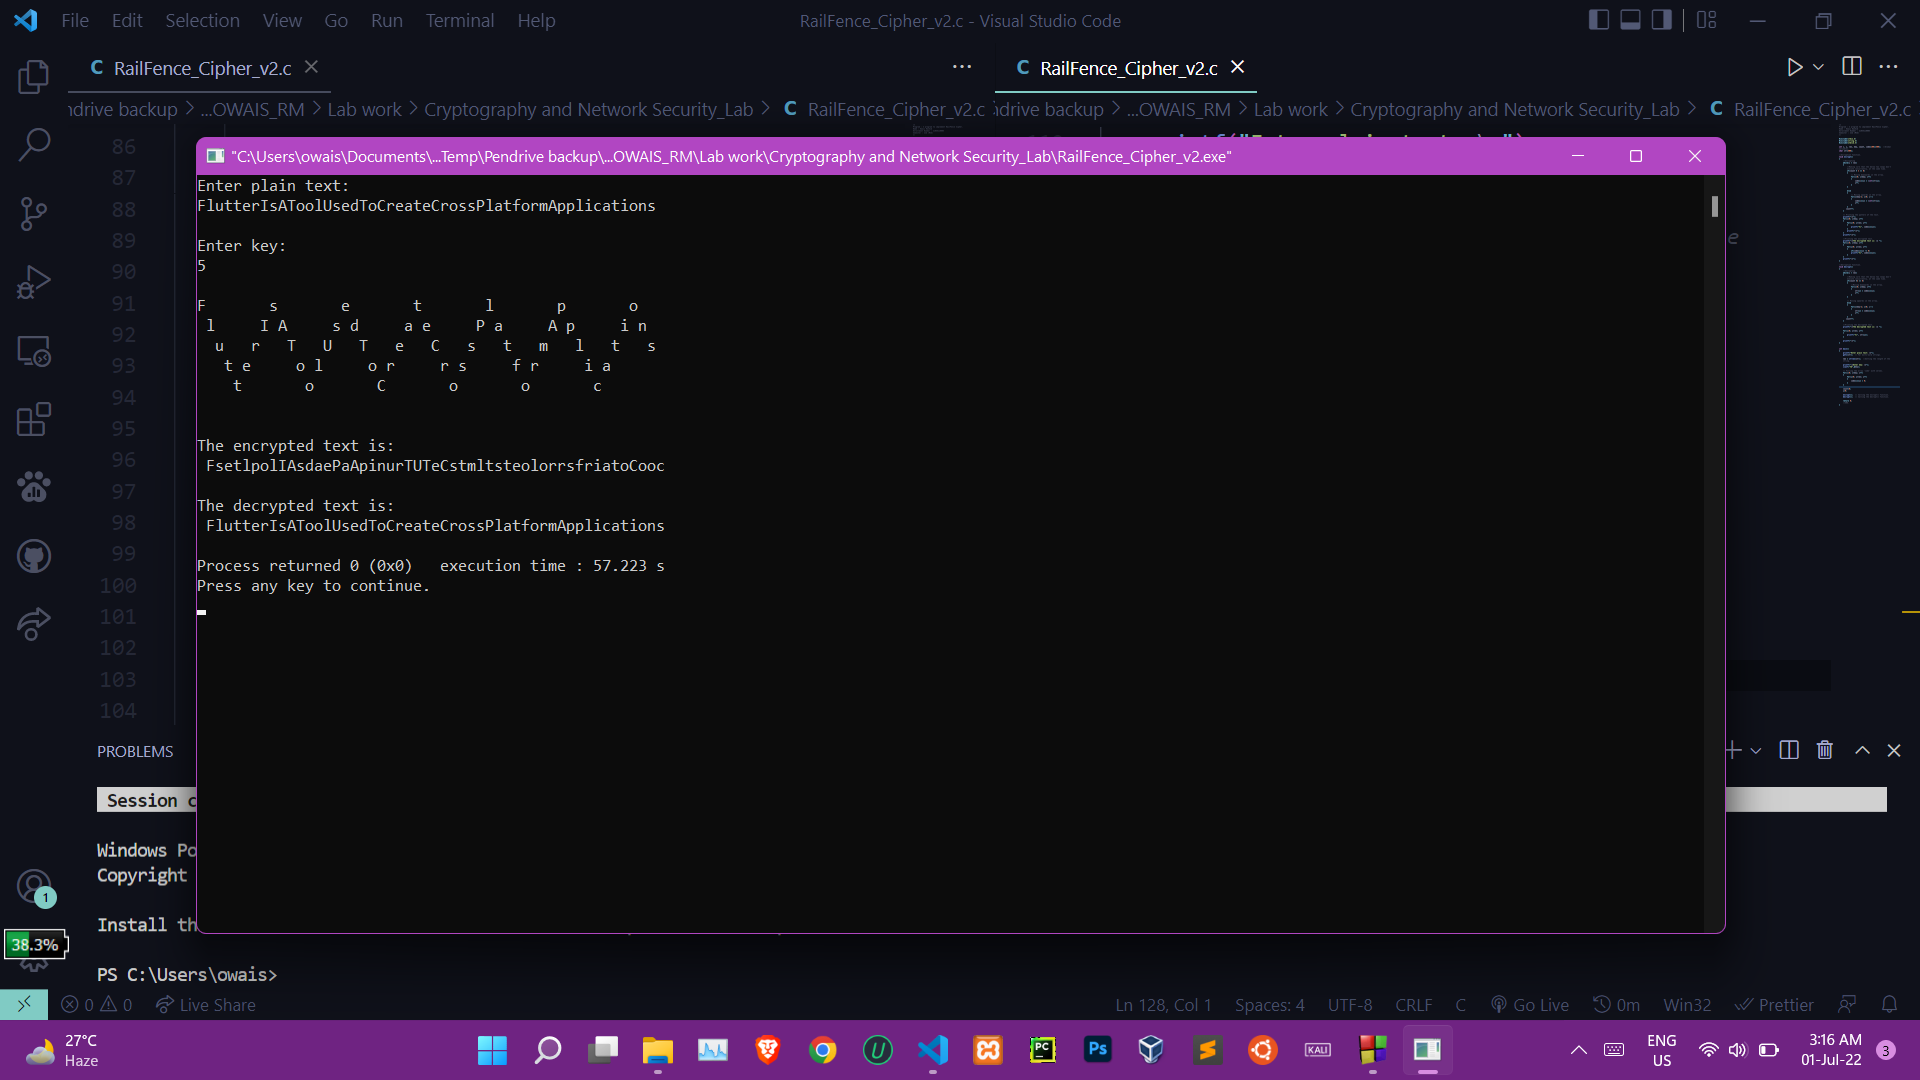 File Edit Selection View Go Run Terminal Help
RailFence_Cipher_v2.c - Visual Studio Code
C RailFence_Cipher_v2.c
C RailFence_Cipher_v2.c
ndrive backup > ...OWAIS_RM > Lab work > Cryptography and Network Security_Lab > C RailFence_Cipher_v2.c
drive backup > ...OWAIS_RM > Lab work > Cryptography and Network Security_Lab > C RailFence_Cipher_v2.c
86
87
88
89
90
91
92
93
94
95
96
97
98
99
100
101
102
103
104
"C:\Users\owais\Documents\...Temp\Pendrive backup\...OWAIS_RM\Lab work\Cryptography and Network Security_Lab\RailFence_Cipher_v2.exe"
Enter plain text:
FlutterIsAToolUsedToCreateCrossPlatformApplications
Enter key:
5
F       s       e       t       l       p       o
 l     I A     s d     a e     P a     A p     i n
  u   r   T   U   T   e   C   s   t   m   l   t   s
   t e     o l     o r     r s     f r     i a
    t       o       C       o       o       c
The encrypted text is:
 FsetlpolIAsdaePaApinurTUTeCstmltsteolorrsfriatoCooc
The decrypted text is:
 FlutterIsAToolUsedToCreateCrossPlatformApplications
Process returned 0 (0x0)   execution time : 57.223 s
Press any key to continue.
PROBLEMS
Session
Windows
Copyright
Install
PS C:\Users\owais>
1
38.3%
0 0 Live Share
Ln 128, Col 1 Spaces: 4 UTF-8 CRLF C Go Live 0m Win32 Prettier
27°C
Haze
PC
Ps
KALI
ENG
US
3:16 AM
01-Jul-22
3